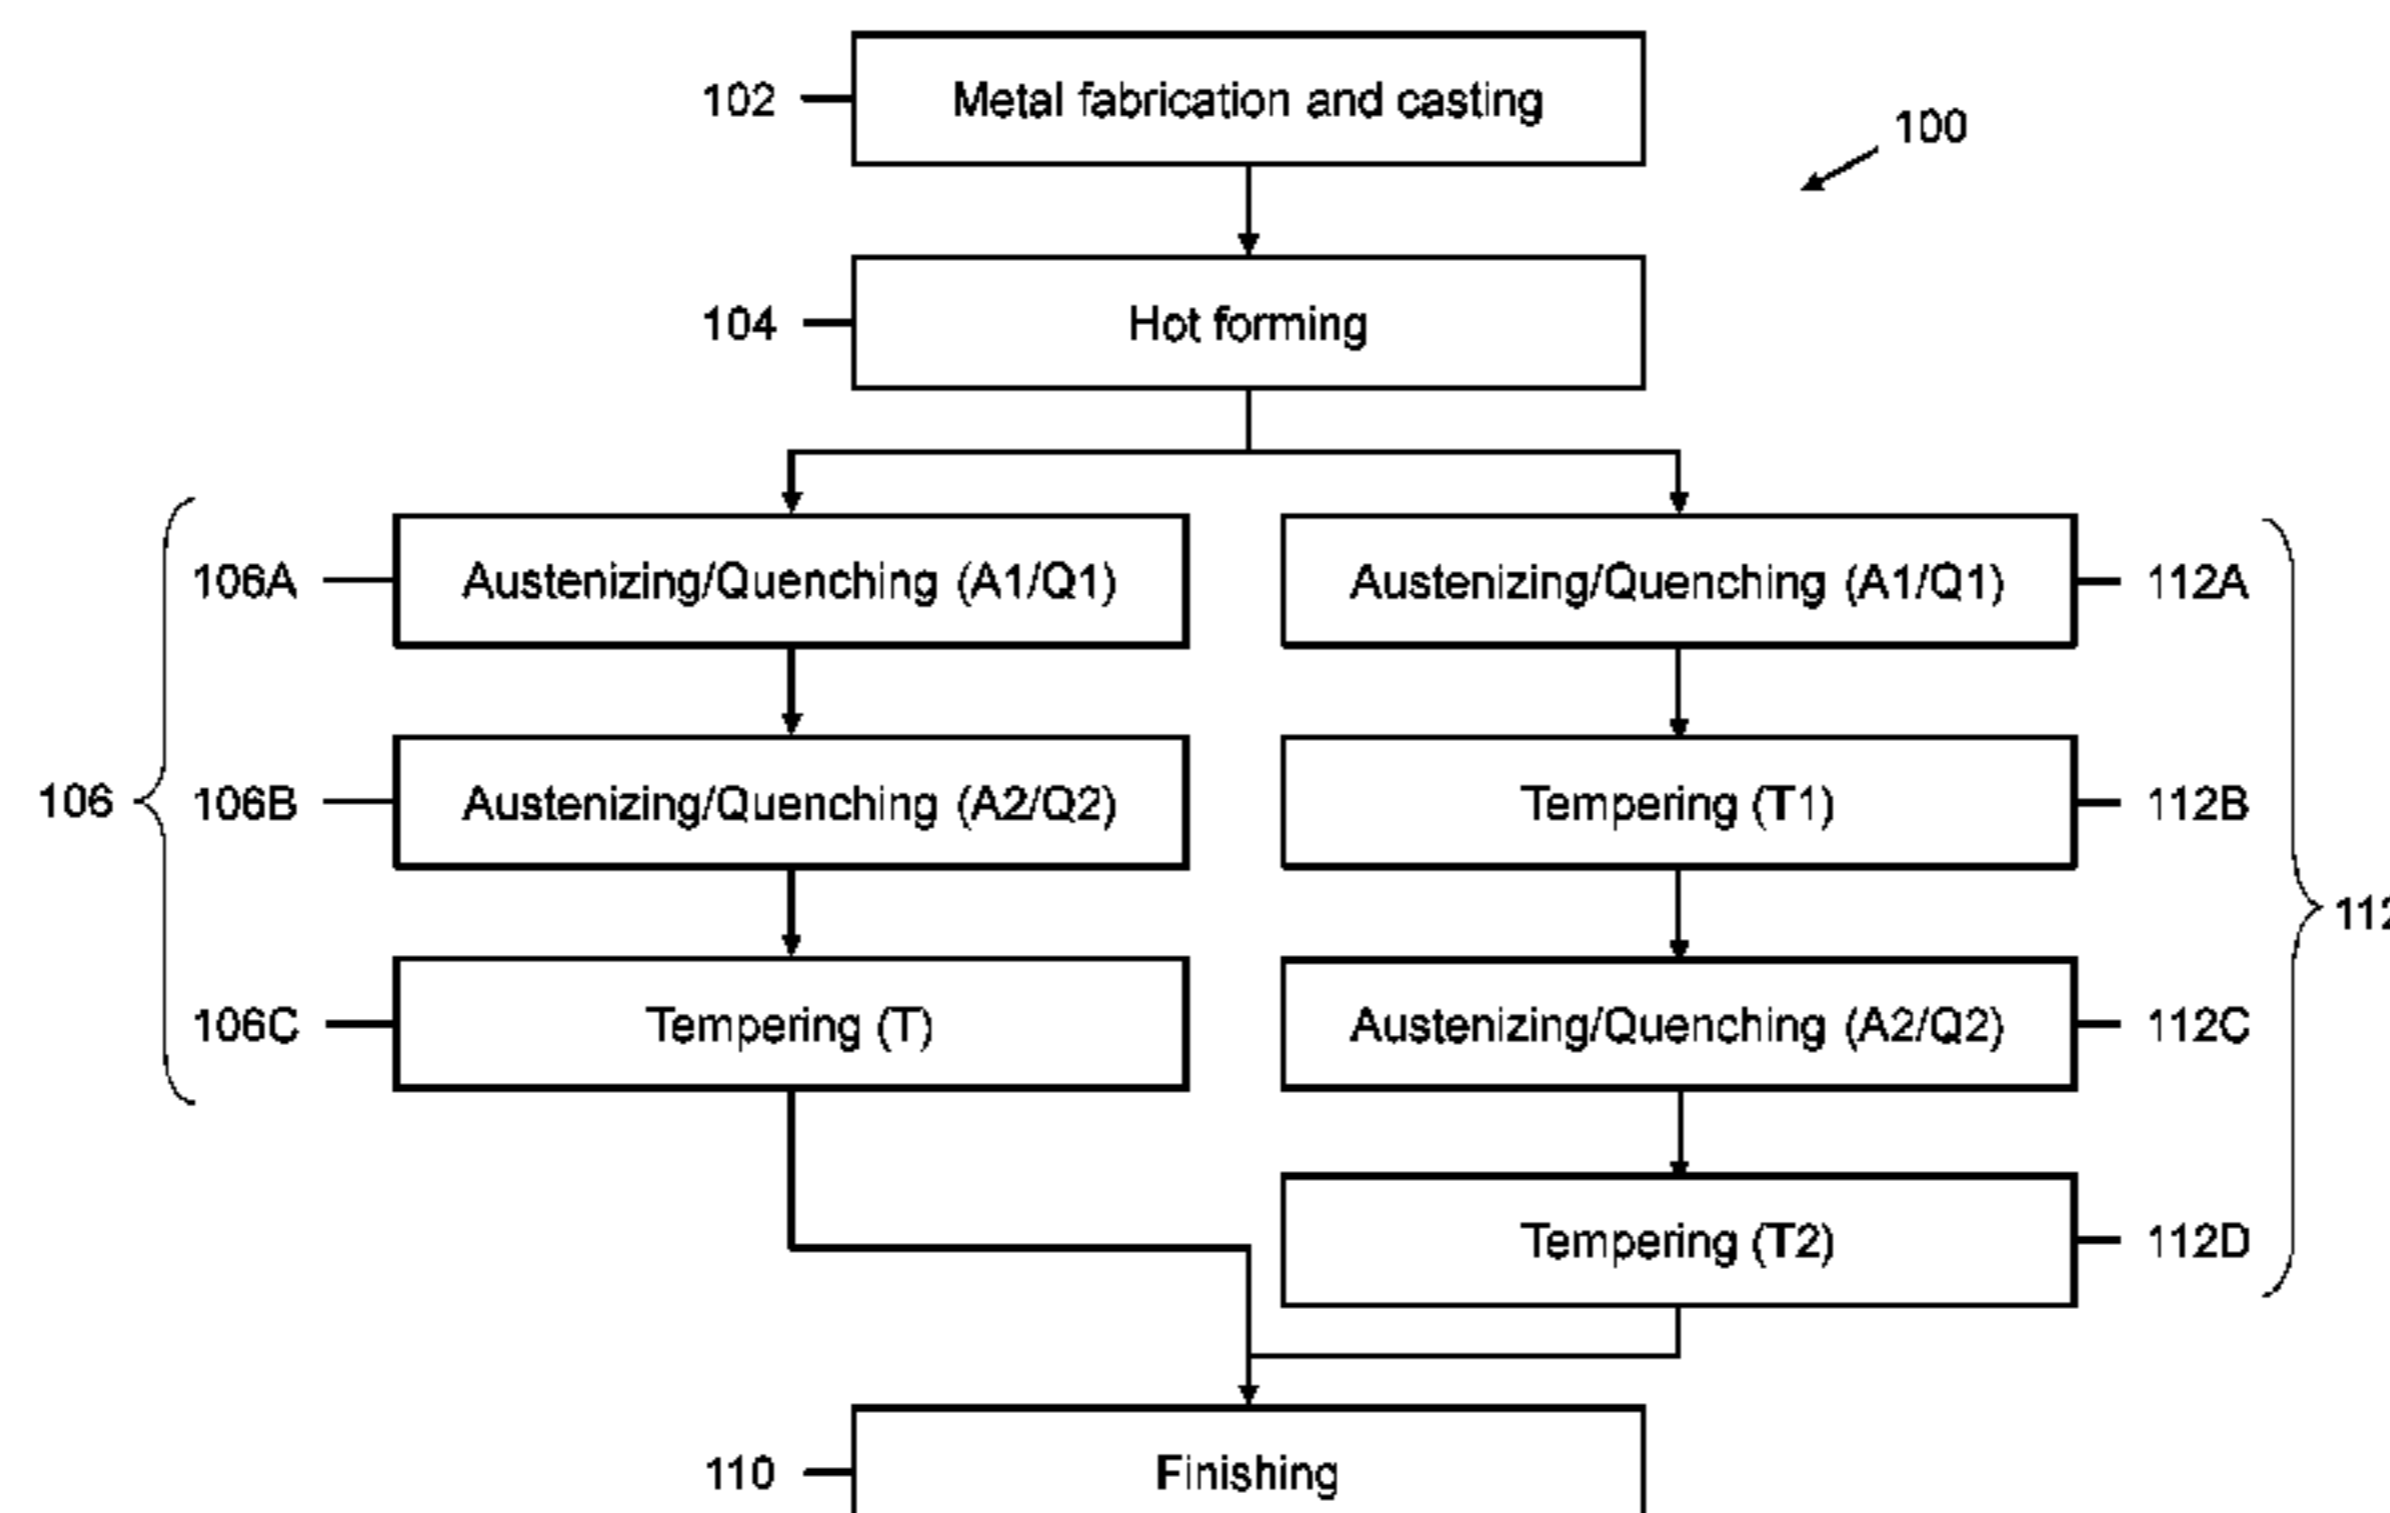 102 Metal fabrication and casting
100
104 Hot forming
106A Austenizing/Quenching (A1/Q1)
Austenizing/Quenching (A1/Q1) 112A
106
106B Austenizing/Quenching (A2/Q2)
Tempering (T1) 112B
112
106C Tempering (T)
Austenizing/Quenching (A2/Q2) 112C
Tempering (T2) 112D
110 Finishing